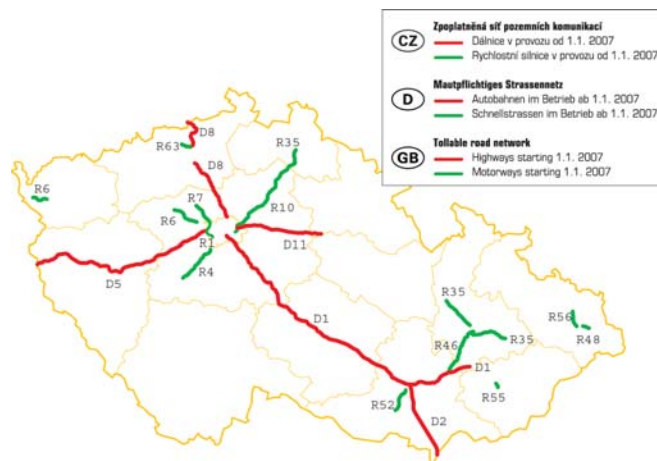 Zpoplatněná síť pozemních komunikací
CZ
Dálnice v provozu od 1.1. 2007
Rychlostní silnice v provozu od 1.1. 2007
Mautpflichtiges Strassennetz
D
Autobahnen im Betrieb ab 1.1. 2007
Schnellstrassen im Betrieb ab 1.1. 2007
Tollable road network
GB
Highways starting 1.1. 2007
Motorways starting 1.1. 2007
D8
R63
R35
D8
R6
R7
R10
R6
R1
D11
R4
D5
R35
D1
R56
R46
R35
R48
D1
R55
R52
D2